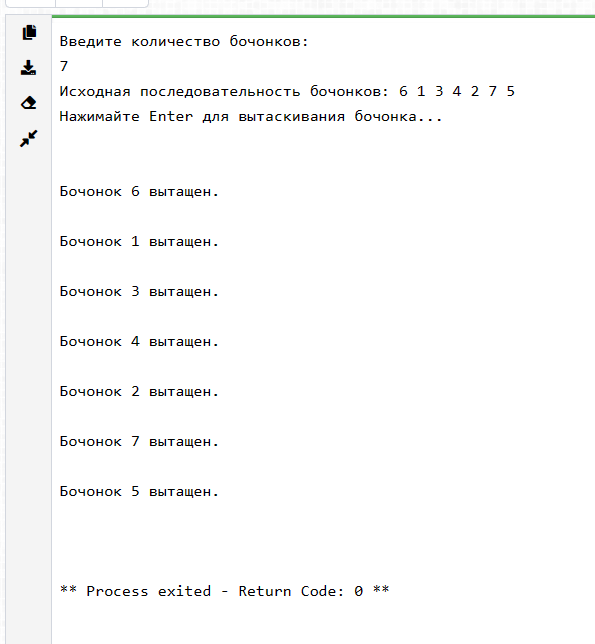 Введите количество бочонков:
7
Исходная последовательность бочонков: 6 1 3 4 2 7 5
Нажимайте Enter для вытаскивания бочонка...
Бочонок 6 вытащен.
Бочонок 1 вытащен.
Бочонок 3 вытащен.
Бочонок 4 вытащен.
Бочонок 2 вытащен.
Бочонок 7 вытащен.
Бочонок 5 вытащен.
** Process exited - Return Code: 0 **